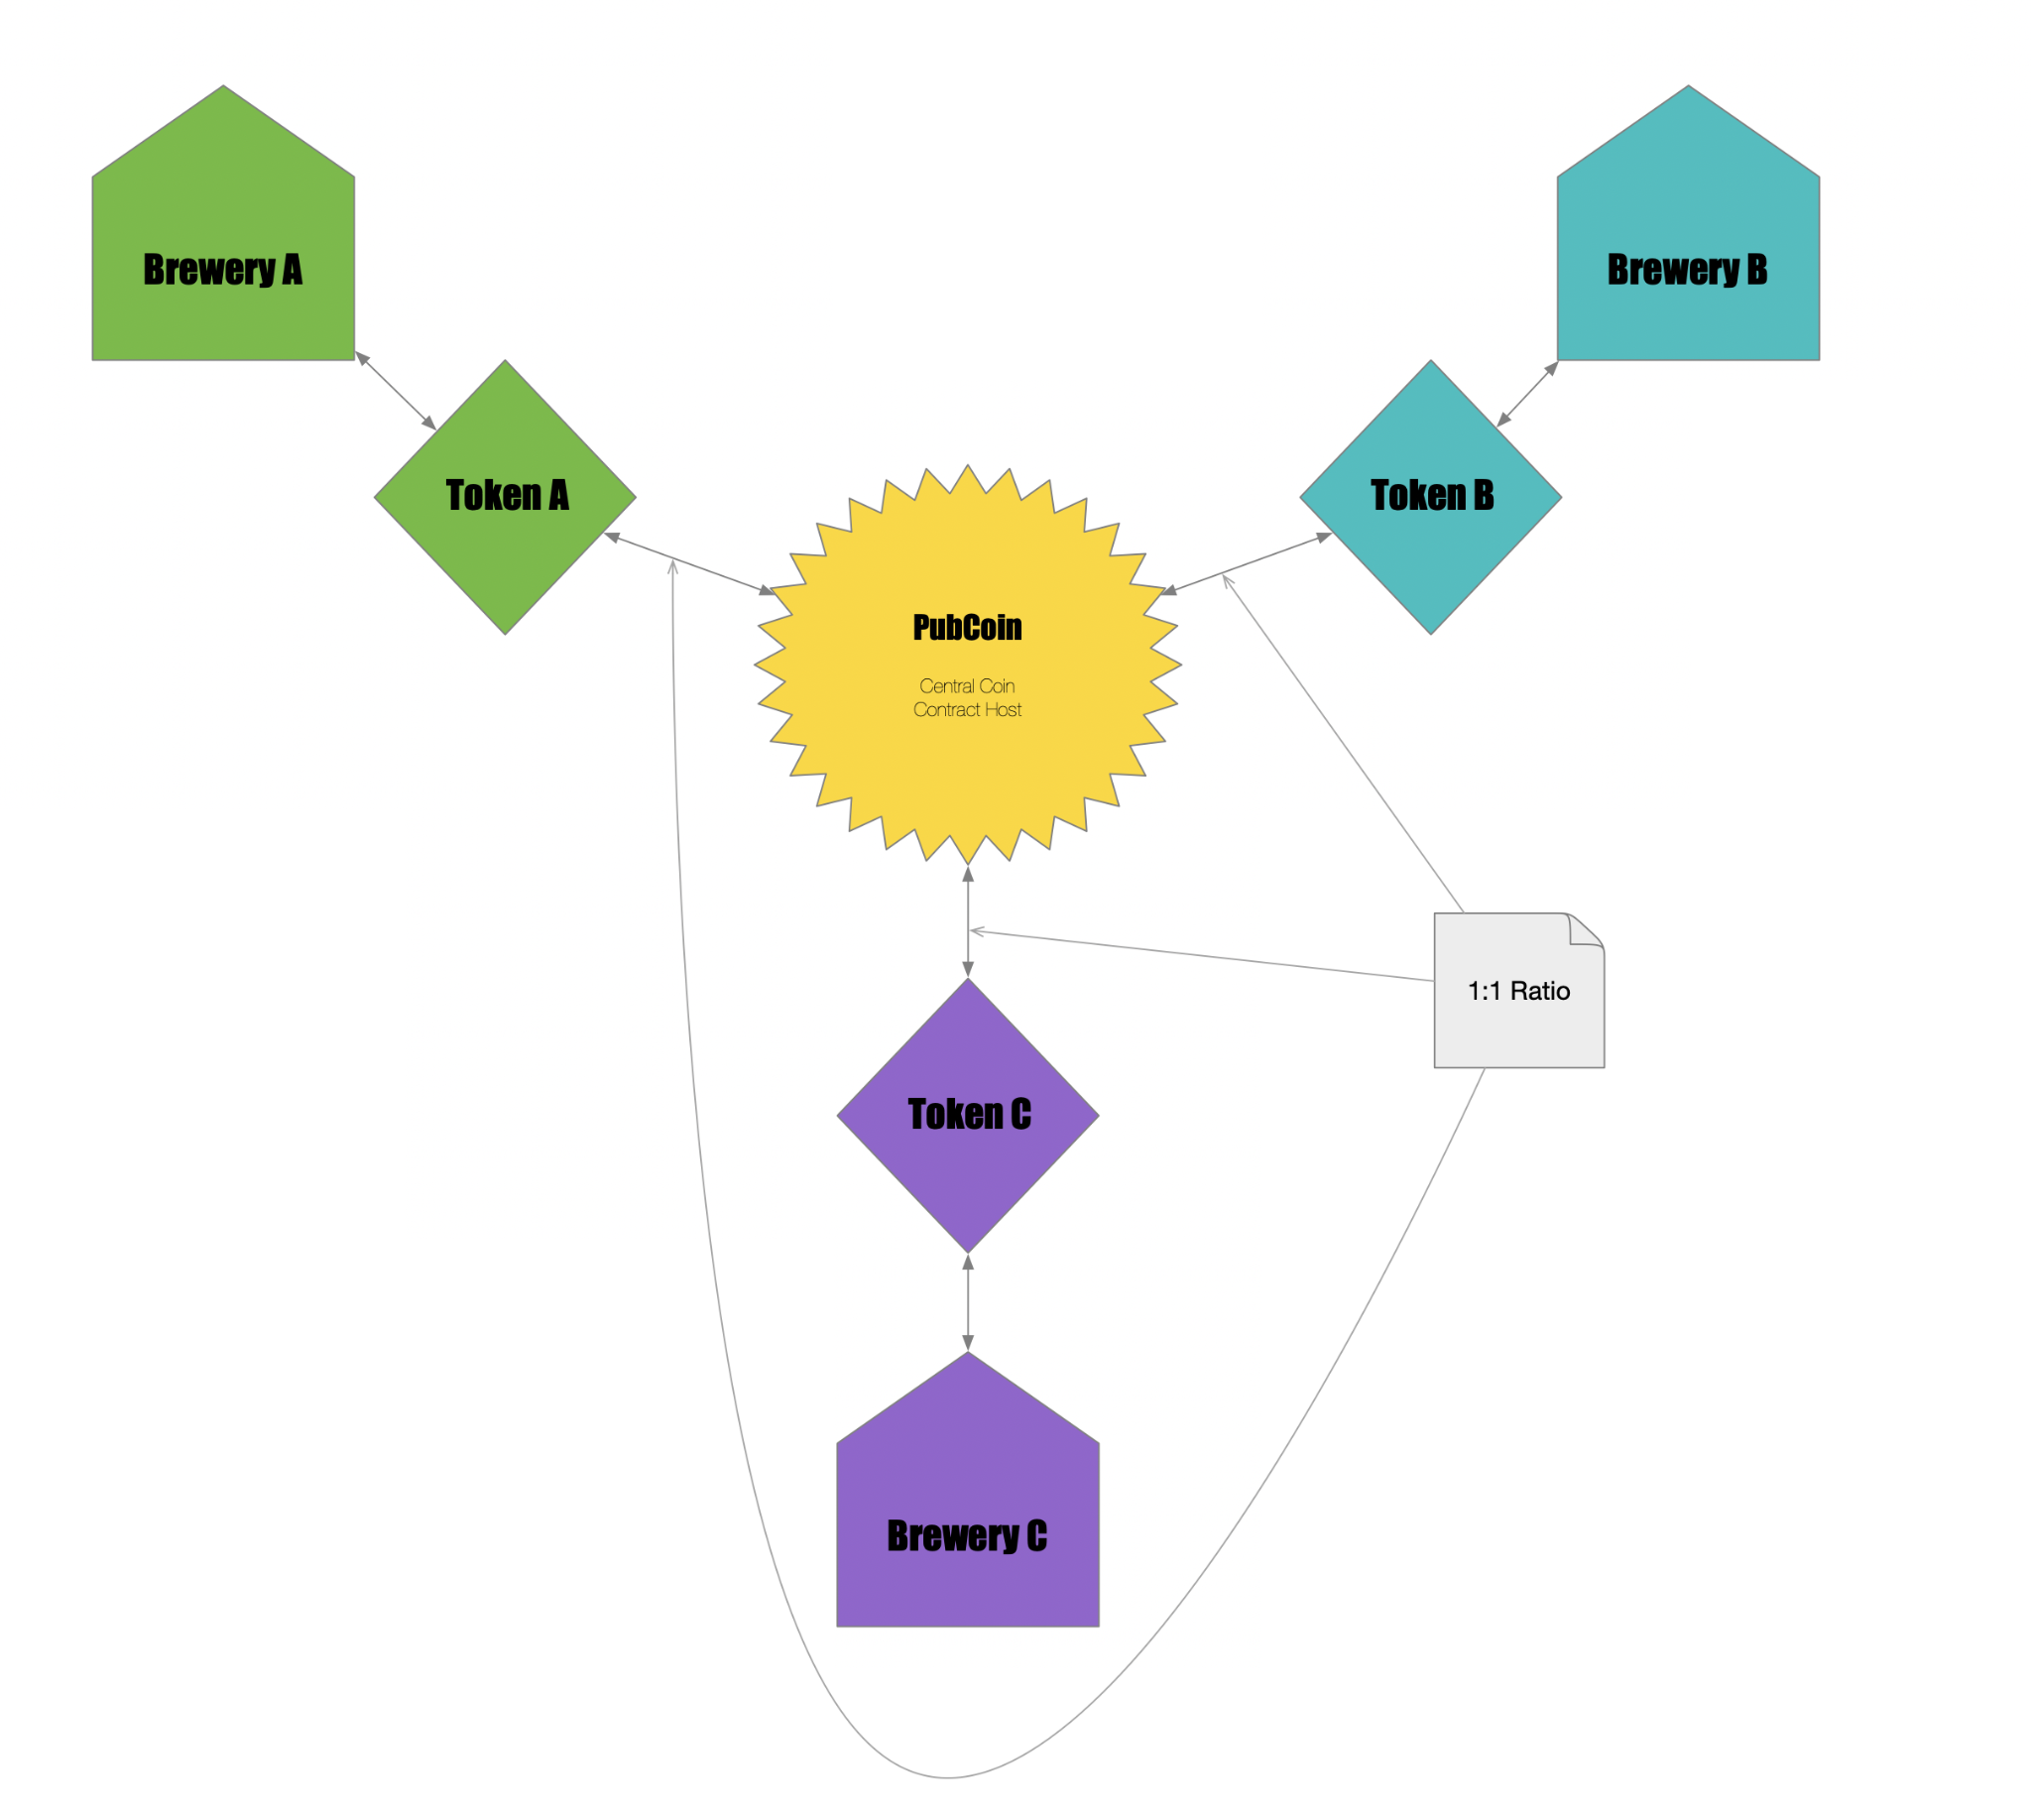 Brewery A
Brewery B
Token A
Token B
PubCoin
Central Coin
Contract Host
1:1 Ratio
Token C
Brewery C